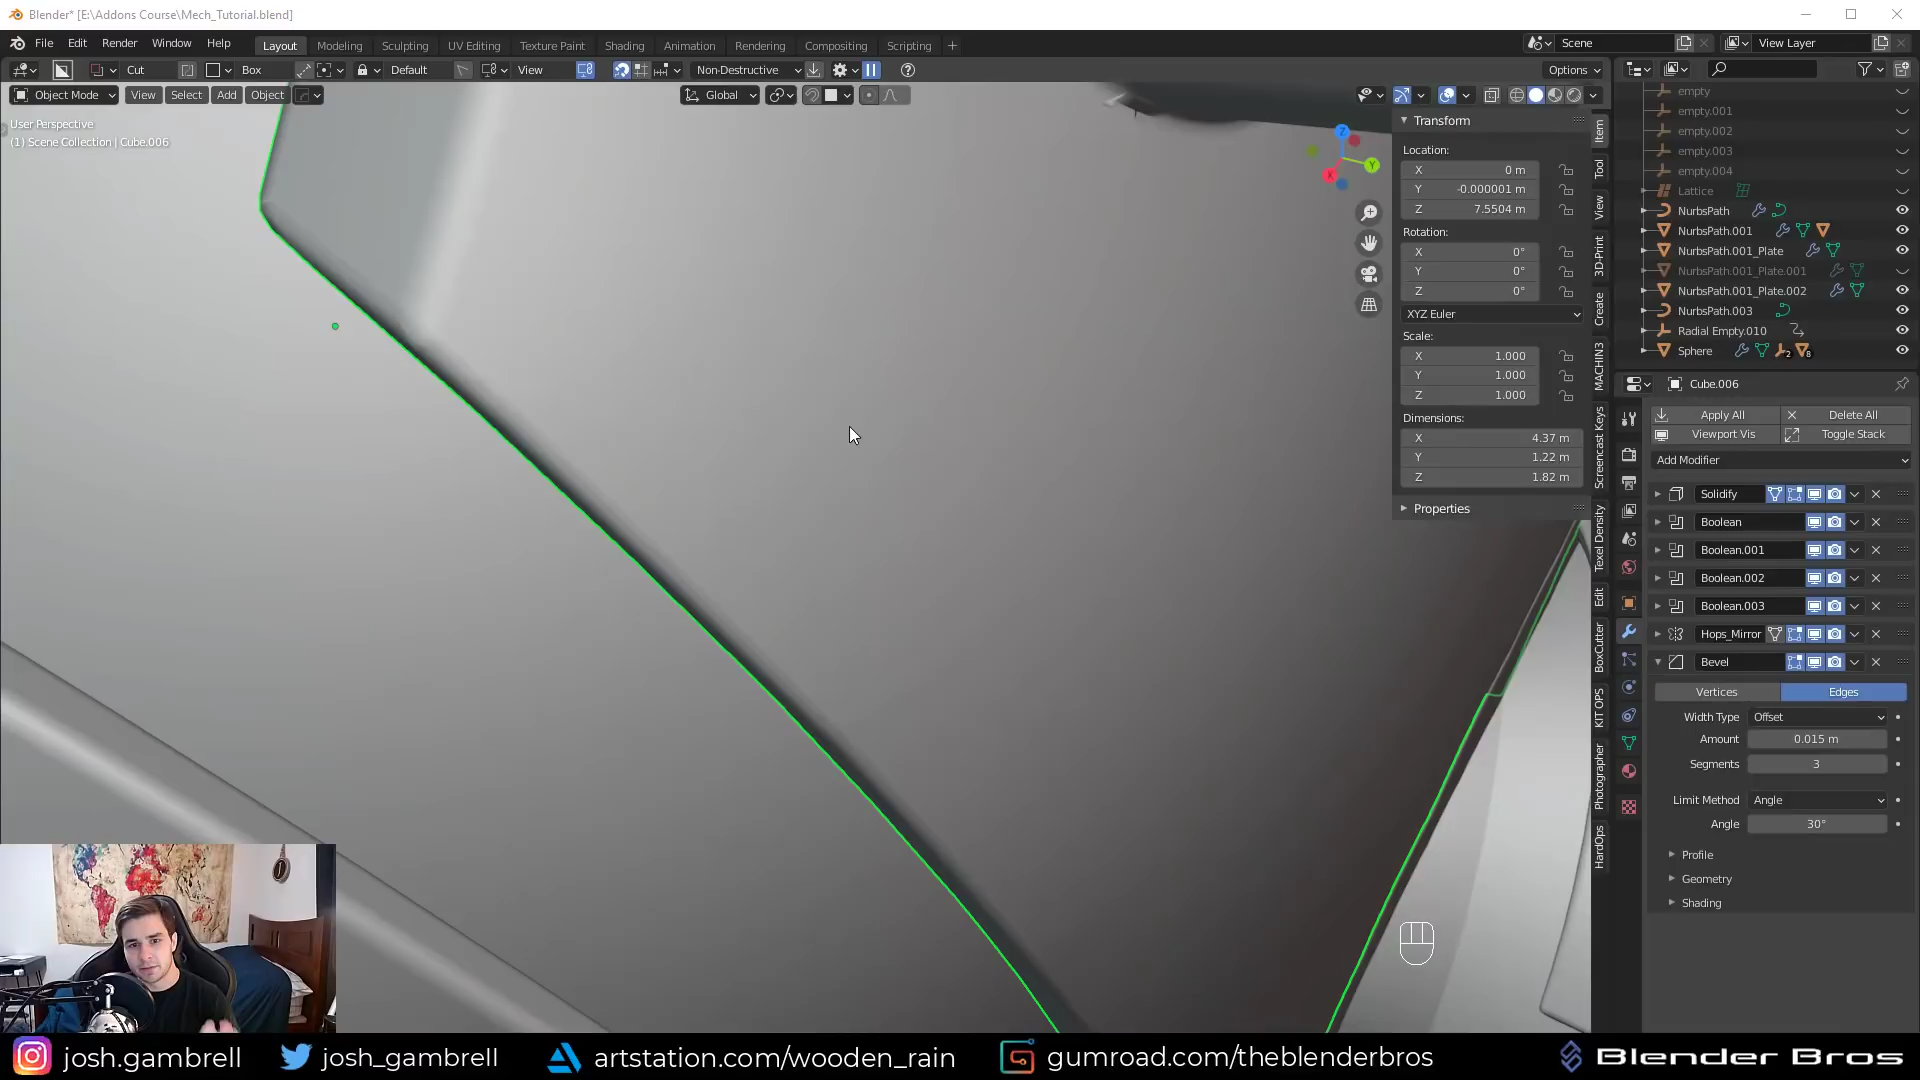 Blender* [E:\Addons Course\Mech_Tutorial.blend]
File Edit Render Window Help Layout Modeling Sculpting UV Editing Texture Paint Shading Animation Rendering Compositing Scripting + Scene View Layer
Cut Box Default View Non-Destructive Options
Object Mode View Select Add Object Global
User Perspective
(1) Scene Collection | Cube.006
Transform
Location:
X 0 m
Y -0.000001 m
Z 7.5504 m
Rotation:
X 0°
Y 0°
Z 0°
XYZ Euler
Scale:
X 1.000
Y 1.000
Z 1.000
Dimensions:
X 4.37 m
Y 1.22 m
Z 1.82 m
Properties
Z
Y
X
Item
Tool
View
3D-Print
Create
MACHIN3
Screencast Keys
Texel Density
Edit
BoxCutter
KIT OPS
Photographer
HardOps
empty
empty.001
empty.002
empty.003
empty.004
Lattice
NurbsPath
NurbsPath.001
NurbsPath.001_Plate
NurbsPath.001_Plate.001
NurbsPath.001_Plate.002
NurbsPath.003
Radial Empty.010
Sphere 2 8
Cube.006
Apply All Delete All
Viewport Vis Toggle Stack
Add Modifier
Solidify
Boolean
Boolean.001
Boolean.002
Boolean.003
Hops_Mirror
Bevel
Vertices Edges
Width Type Offset
Amount 0.015 m
Segments 3
Limit Method Angle
Angle 30°
Profile
Geometry
Shading
josh.gambrell josh_gambrell artstation.com/wooden_rain gumroad.com/theblenderbros Blender Bros